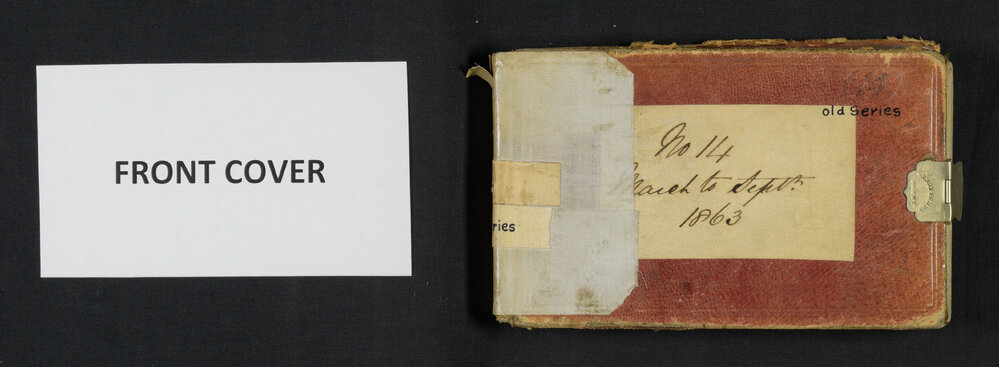 FRONT COVER
old Series
No 14
March to Septr
1863
ries